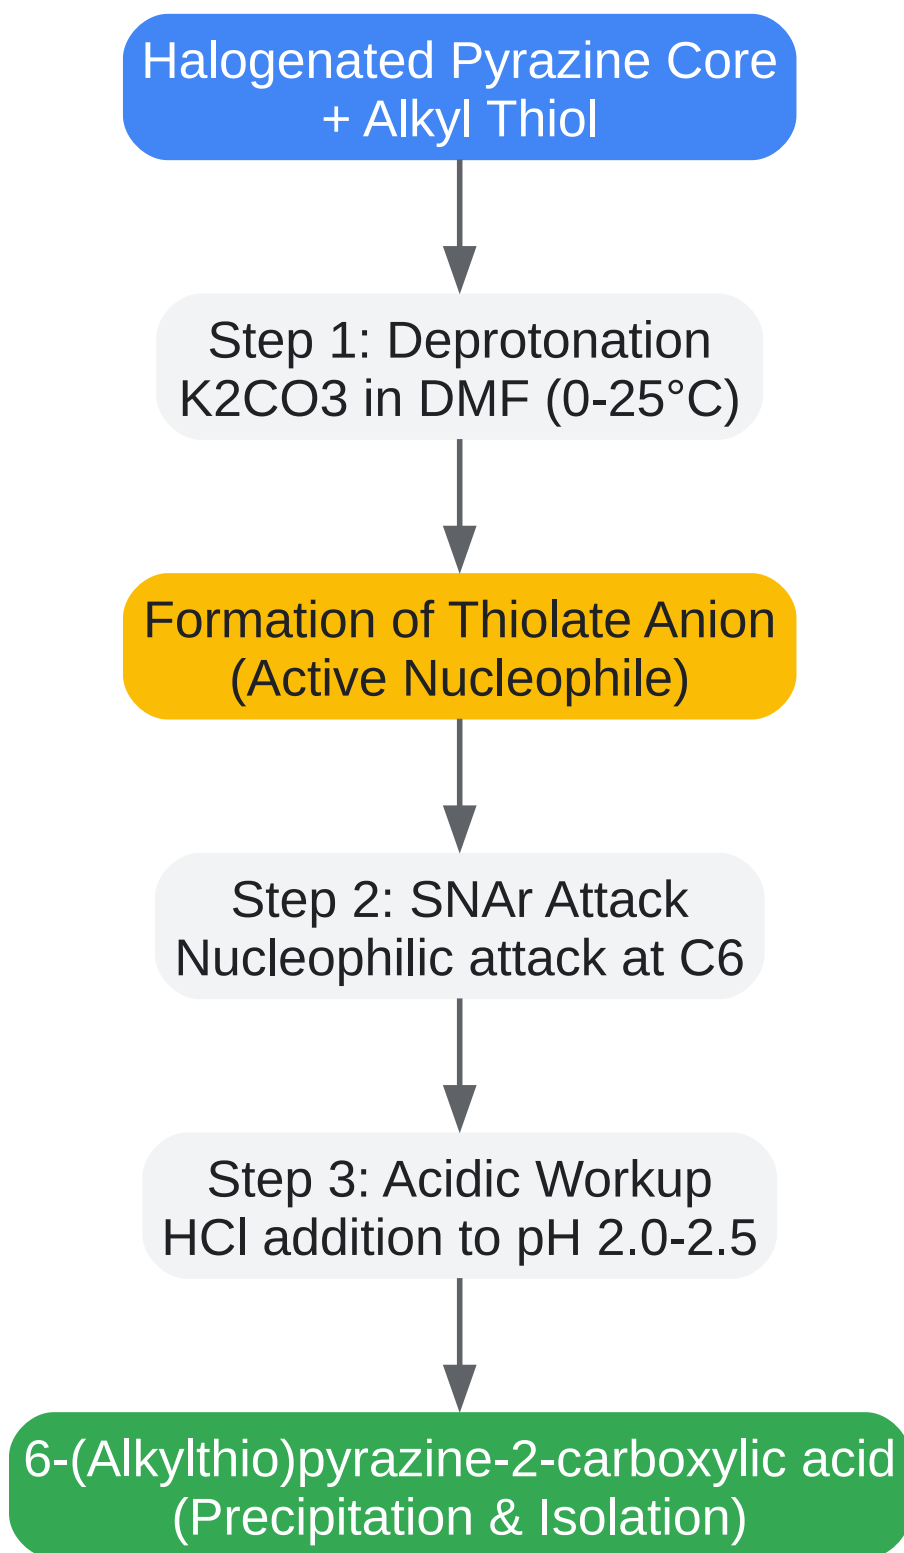 Halogenated Pyrazine Core
+ Alkyl Thiol
Step 1: Deprotonation
K2CO3 in DMF (0-25°C)
Formation of Thiolate Anion
(Active Nucleophile)
Step 2: SNAr Attack
Nucleophilic attack at C6
Step 3: Acidic Workup
HCl addition to pH 2.0-2.5
6-(Alkylthio)pyrazine-2-carboxylic acid
(Precipitation & Isolation)